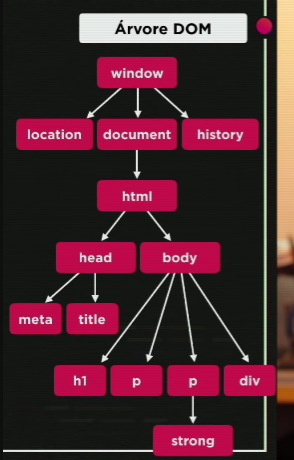 Árvore DOM
window
location document history
html
head body
meta title
h1 p p div
strong